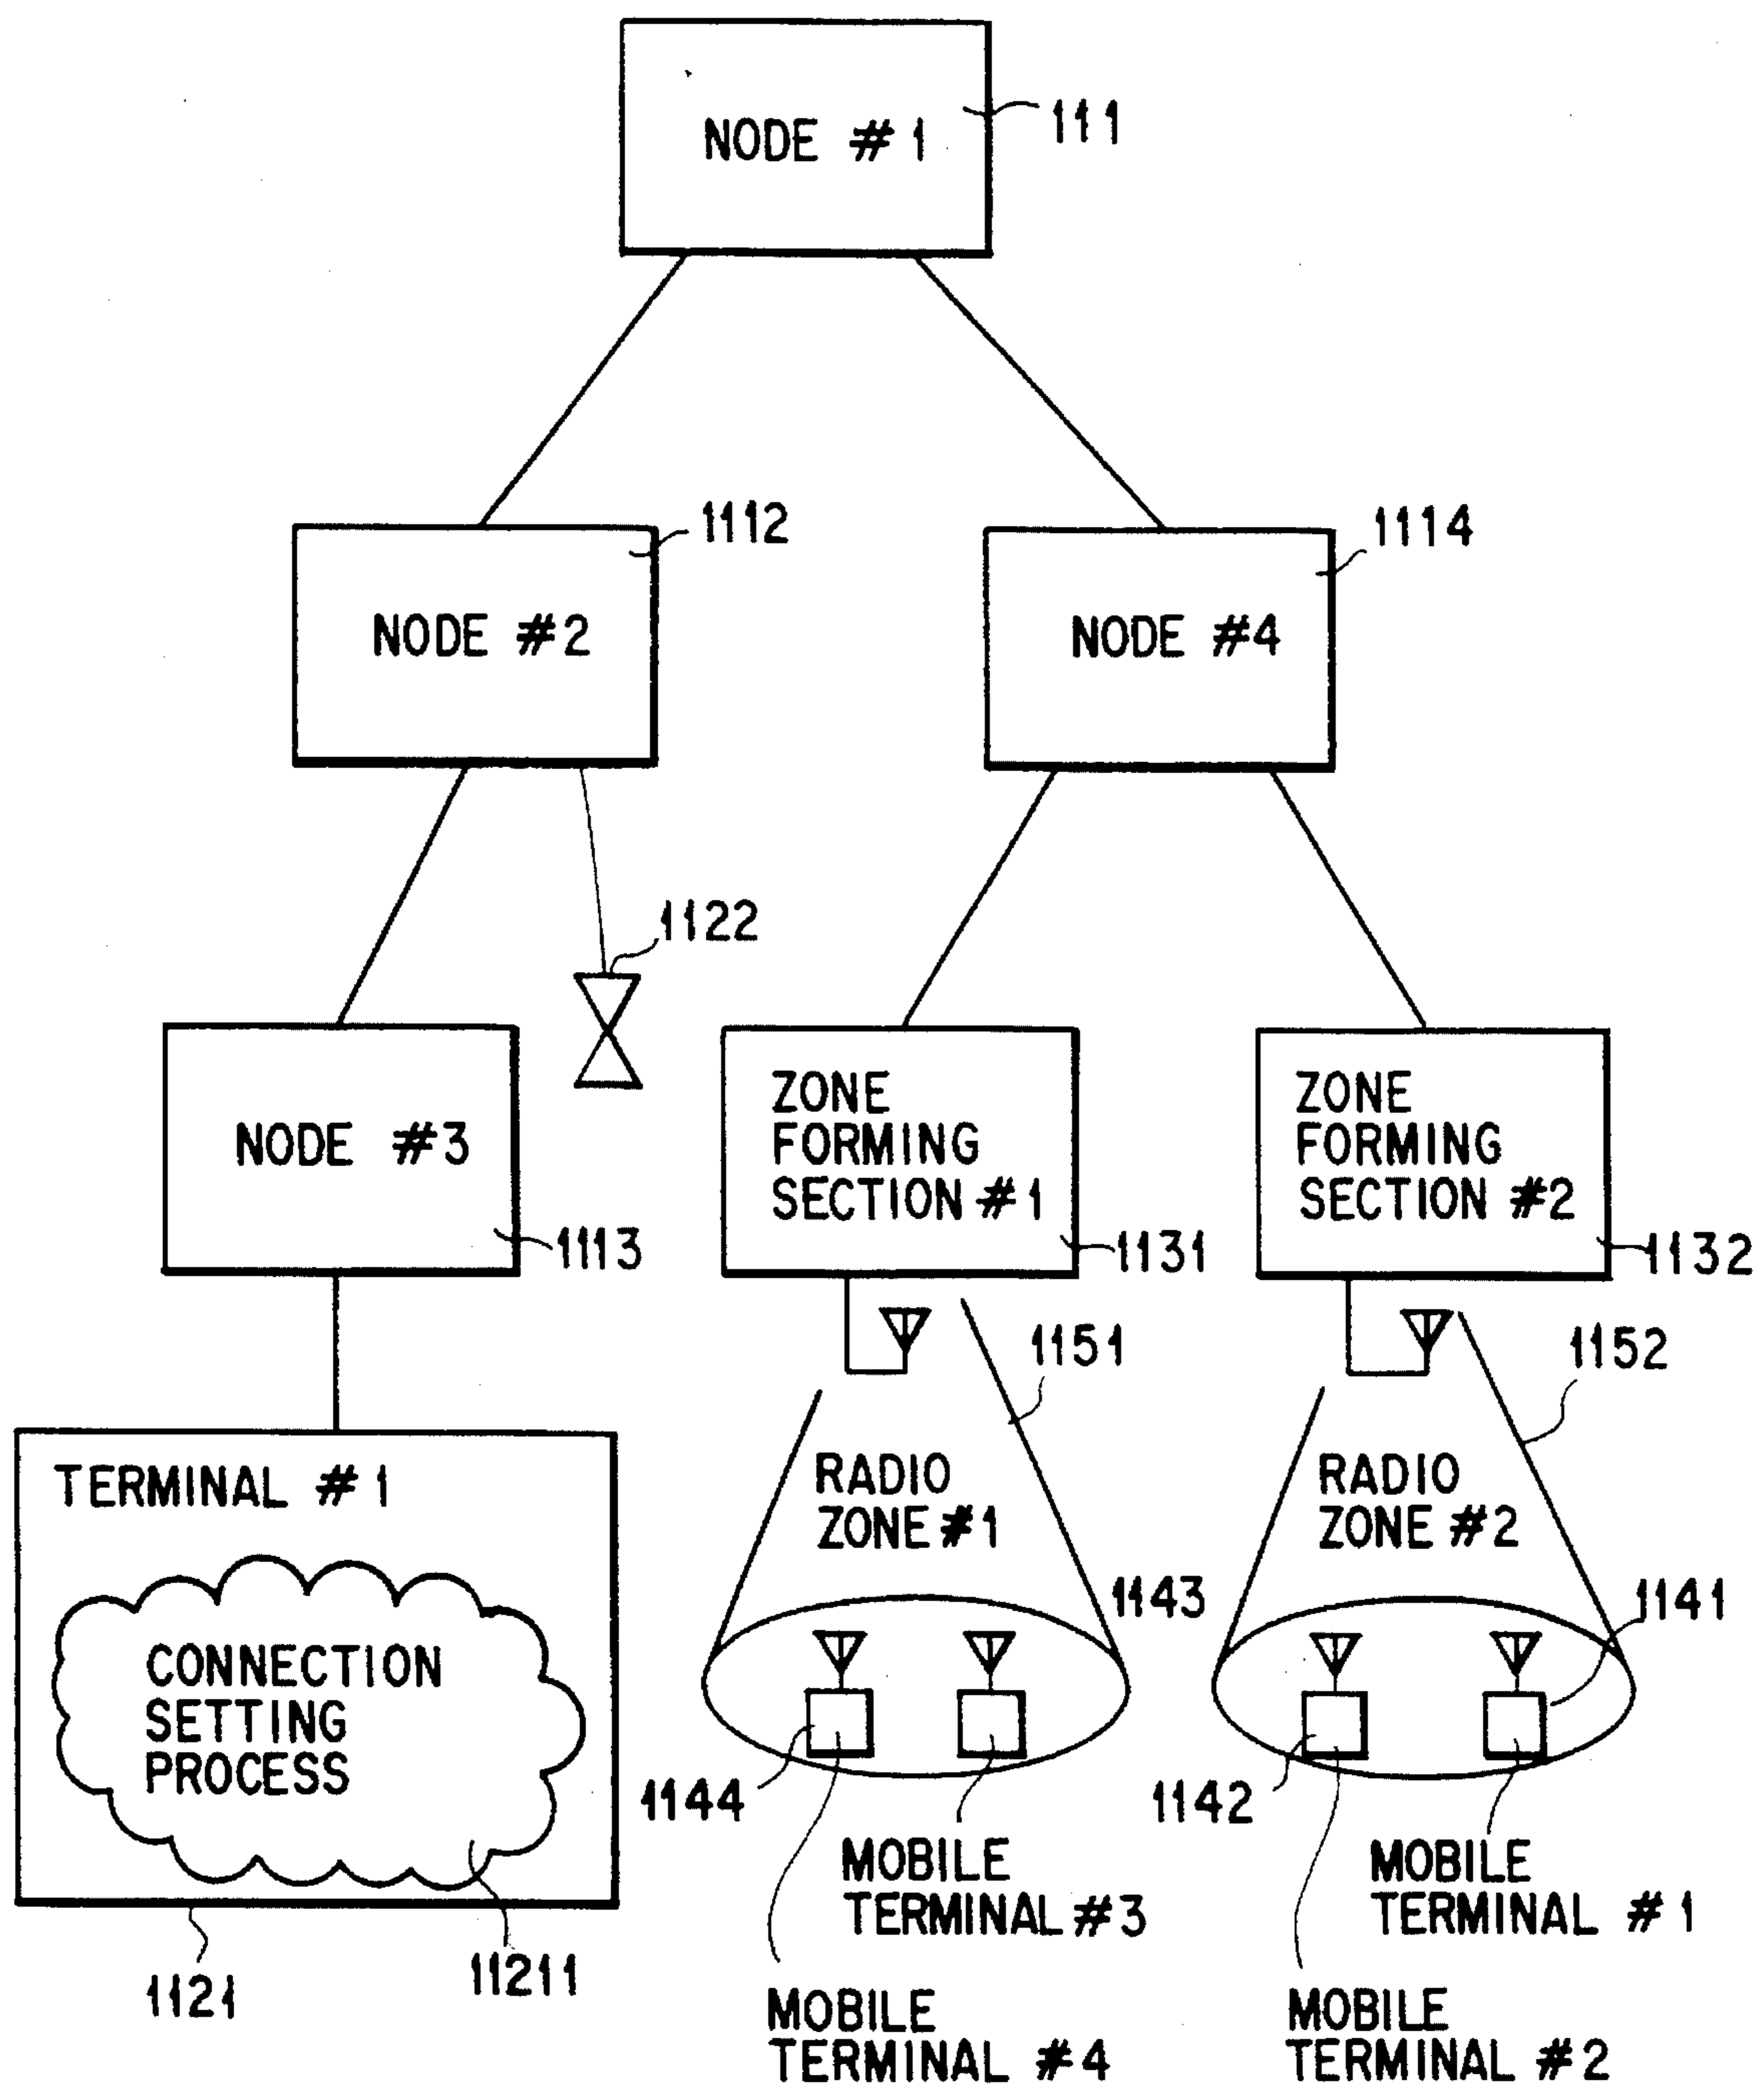 NODE #1
111
1112
1114
NODE #2
NODE #4
1122
NODE #3
1113
ZONE
FORMING
SECTION #1
1131
ZONE
FORMING
SECTION #2
1132
1151
1152
TERMINAL #1
RADIO
ZONE #1
RADIO
ZONE #2
1143
1141
CONNECTION
SETTING
PROCESS
1144
1142
MOBILE
TERMINAL #3
MOBILE
TERMINAL #1
1121
11211
MOBILE
TERMINAL #4
MOBILE
TERMINAL #2